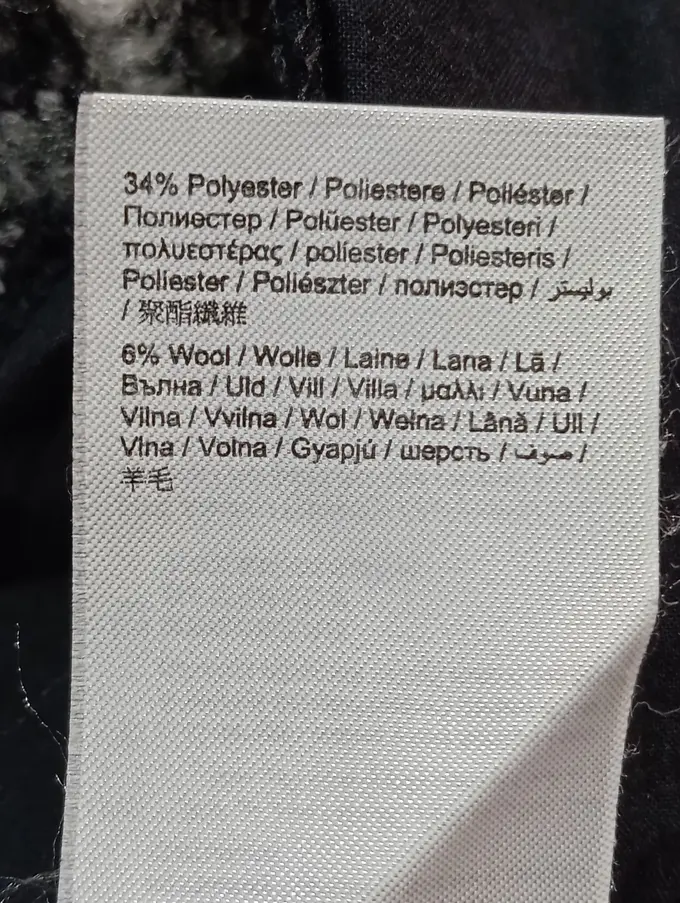 34% Polyester / Poliestere / Poliéster /
Полиестер / Polüester / Polyesteri /
πολυεστέρας / poliester / Poliesteris /
Poliester / Poliészter / полиэстер / بوليستر
/ 聚酯纖維
6% Wool / Wolle / Laine / Lana / Lã /
Вълна / Uld / Vill / Villa / μαλλι / Vuna /
Vilna / Vvilna / Wol / Wełna / Lână / Ull /
Vlna / Volna / Gyapjú / шерсть / صوف /
羊毛